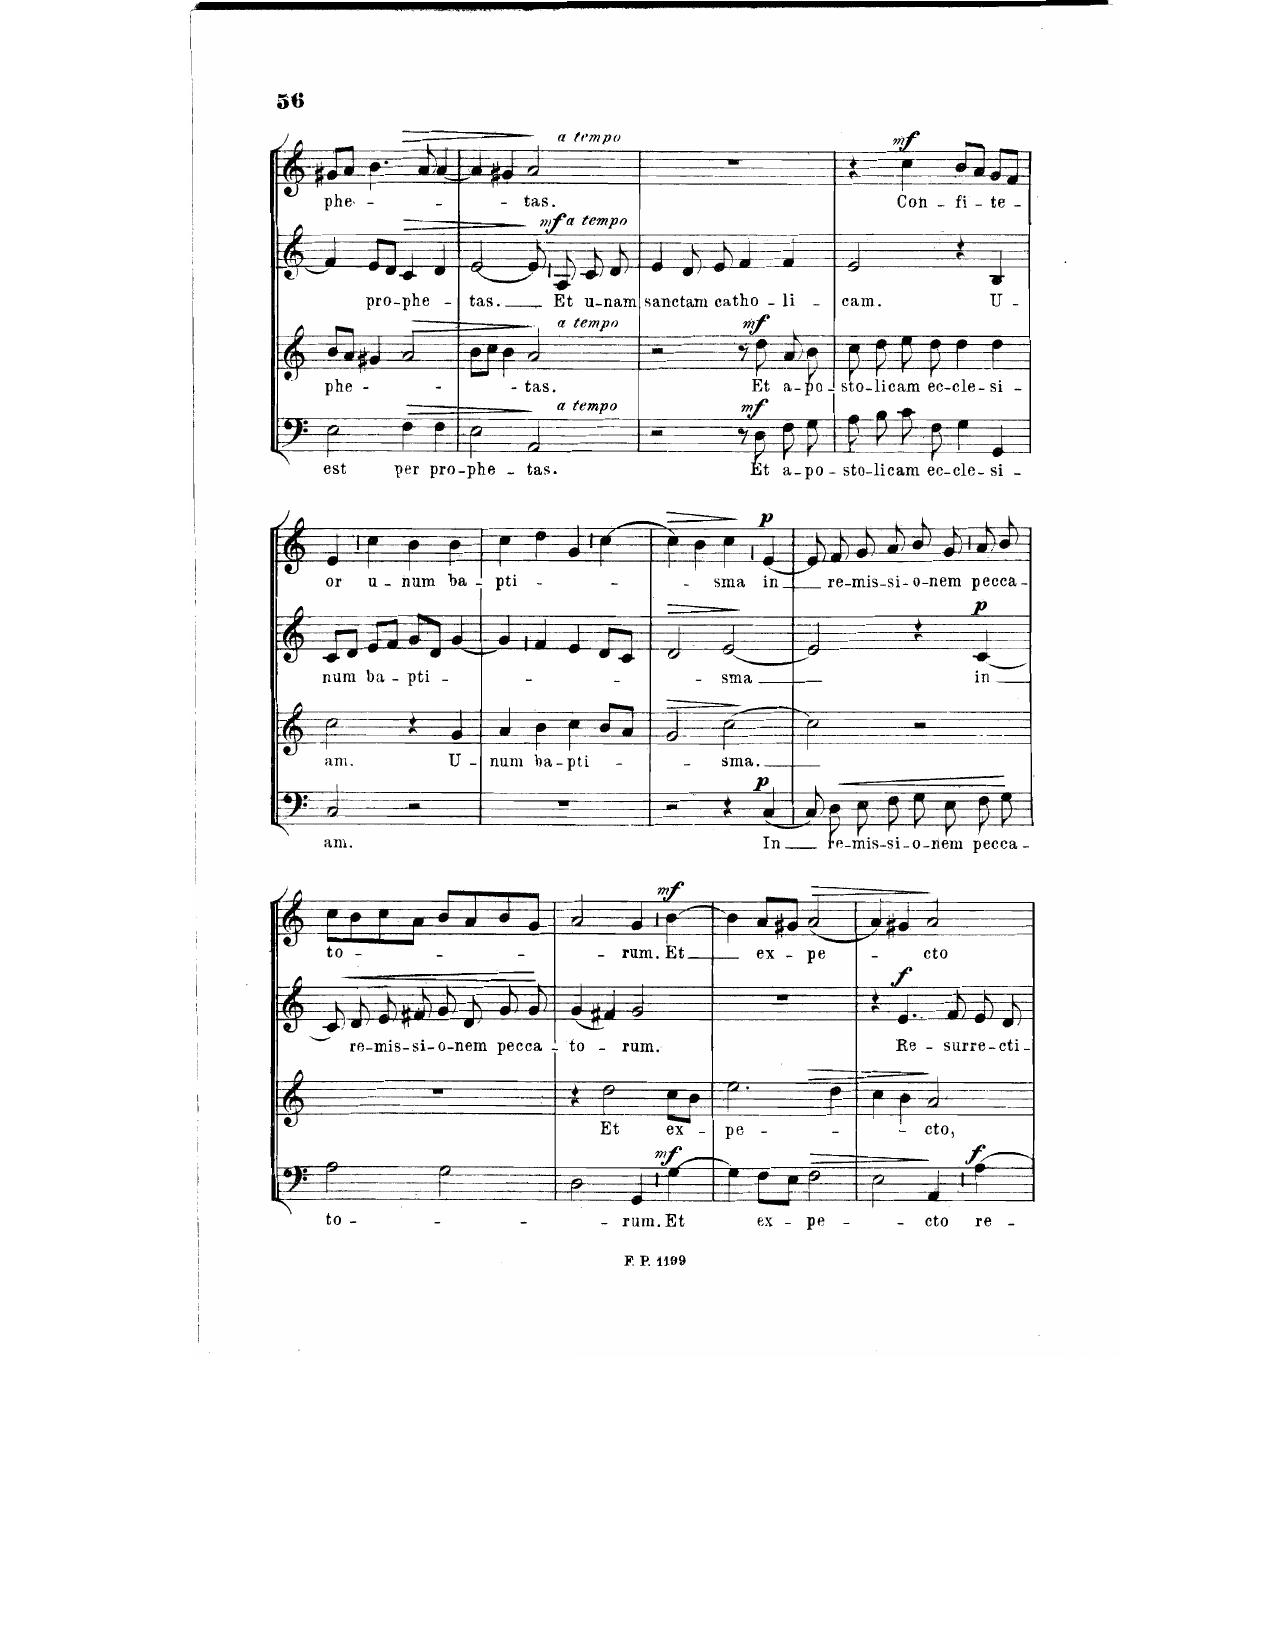 56
a tempo
mf
phe - - - - tas. Con - fi - te -
mf a tempo
pro - phe - tas. Et u - nam sanctam catho - li - cam. U -
a tempo
mf
phe - - - tas. Et a - po - sto - licam ec - cle - si -
a tempo
mf
est per pro - phe - tas. Et a - po - sto - licam ec - cle - si -
p
or u - num ba - pti - - - - sma in re - mis - si - o - nem pecca -
p
num ba - pti - - - - - sma in
am. U - num ba - pti - - sma.
p
am. In re - mis - si - o - nem pecca -
mf
to - - - - - rum. Et ex - pe - cto
f
re - mis - si - o - nem pecca - to - rum. Re - surre - cti -
Et ex - pe - - - cto,
mf
f
to - - - - rum. Et ex - pe - - cto re -
F. P. 1199